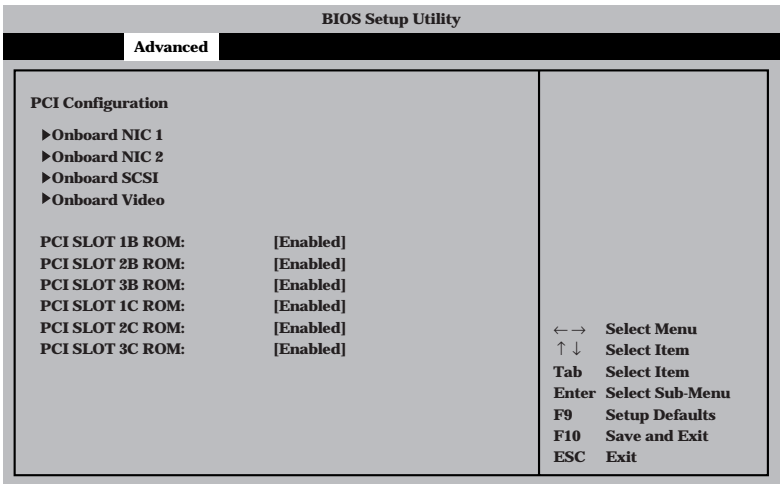 BIOS Setup Utility
Advanced
PCI Configuration
▶Onboard NIC 1
▶Onboard NIC 2
▶Onboard SCSI
▶Onboard Video
PCI SLOT 1B ROM: [Enabled]
PCI SLOT 2B ROM: [Enabled]
PCI SLOT 3B ROM: [Enabled]
PCI SLOT 1C ROM: [Enabled]
PCI SLOT 2C ROM: [Enabled]
PCI SLOT 3C ROM: [Enabled]
←→ Select Menu
↑↓ Select Item
Tab Select Item
Enter Select Sub-Menu
F9 Setup Defaults
F10 Save and Exit
ESC Exit